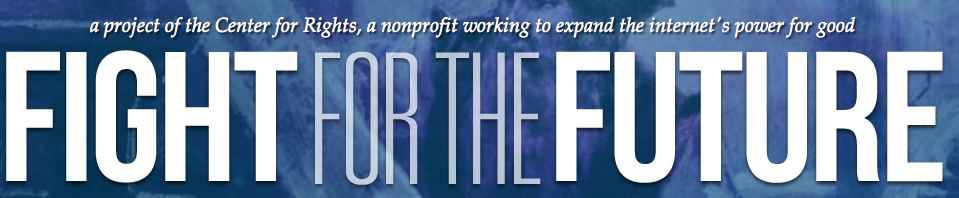 a project of the Center for Rights, a nonprofit working to expand the internet's power for good
FIGHT FOR THE FUTURE